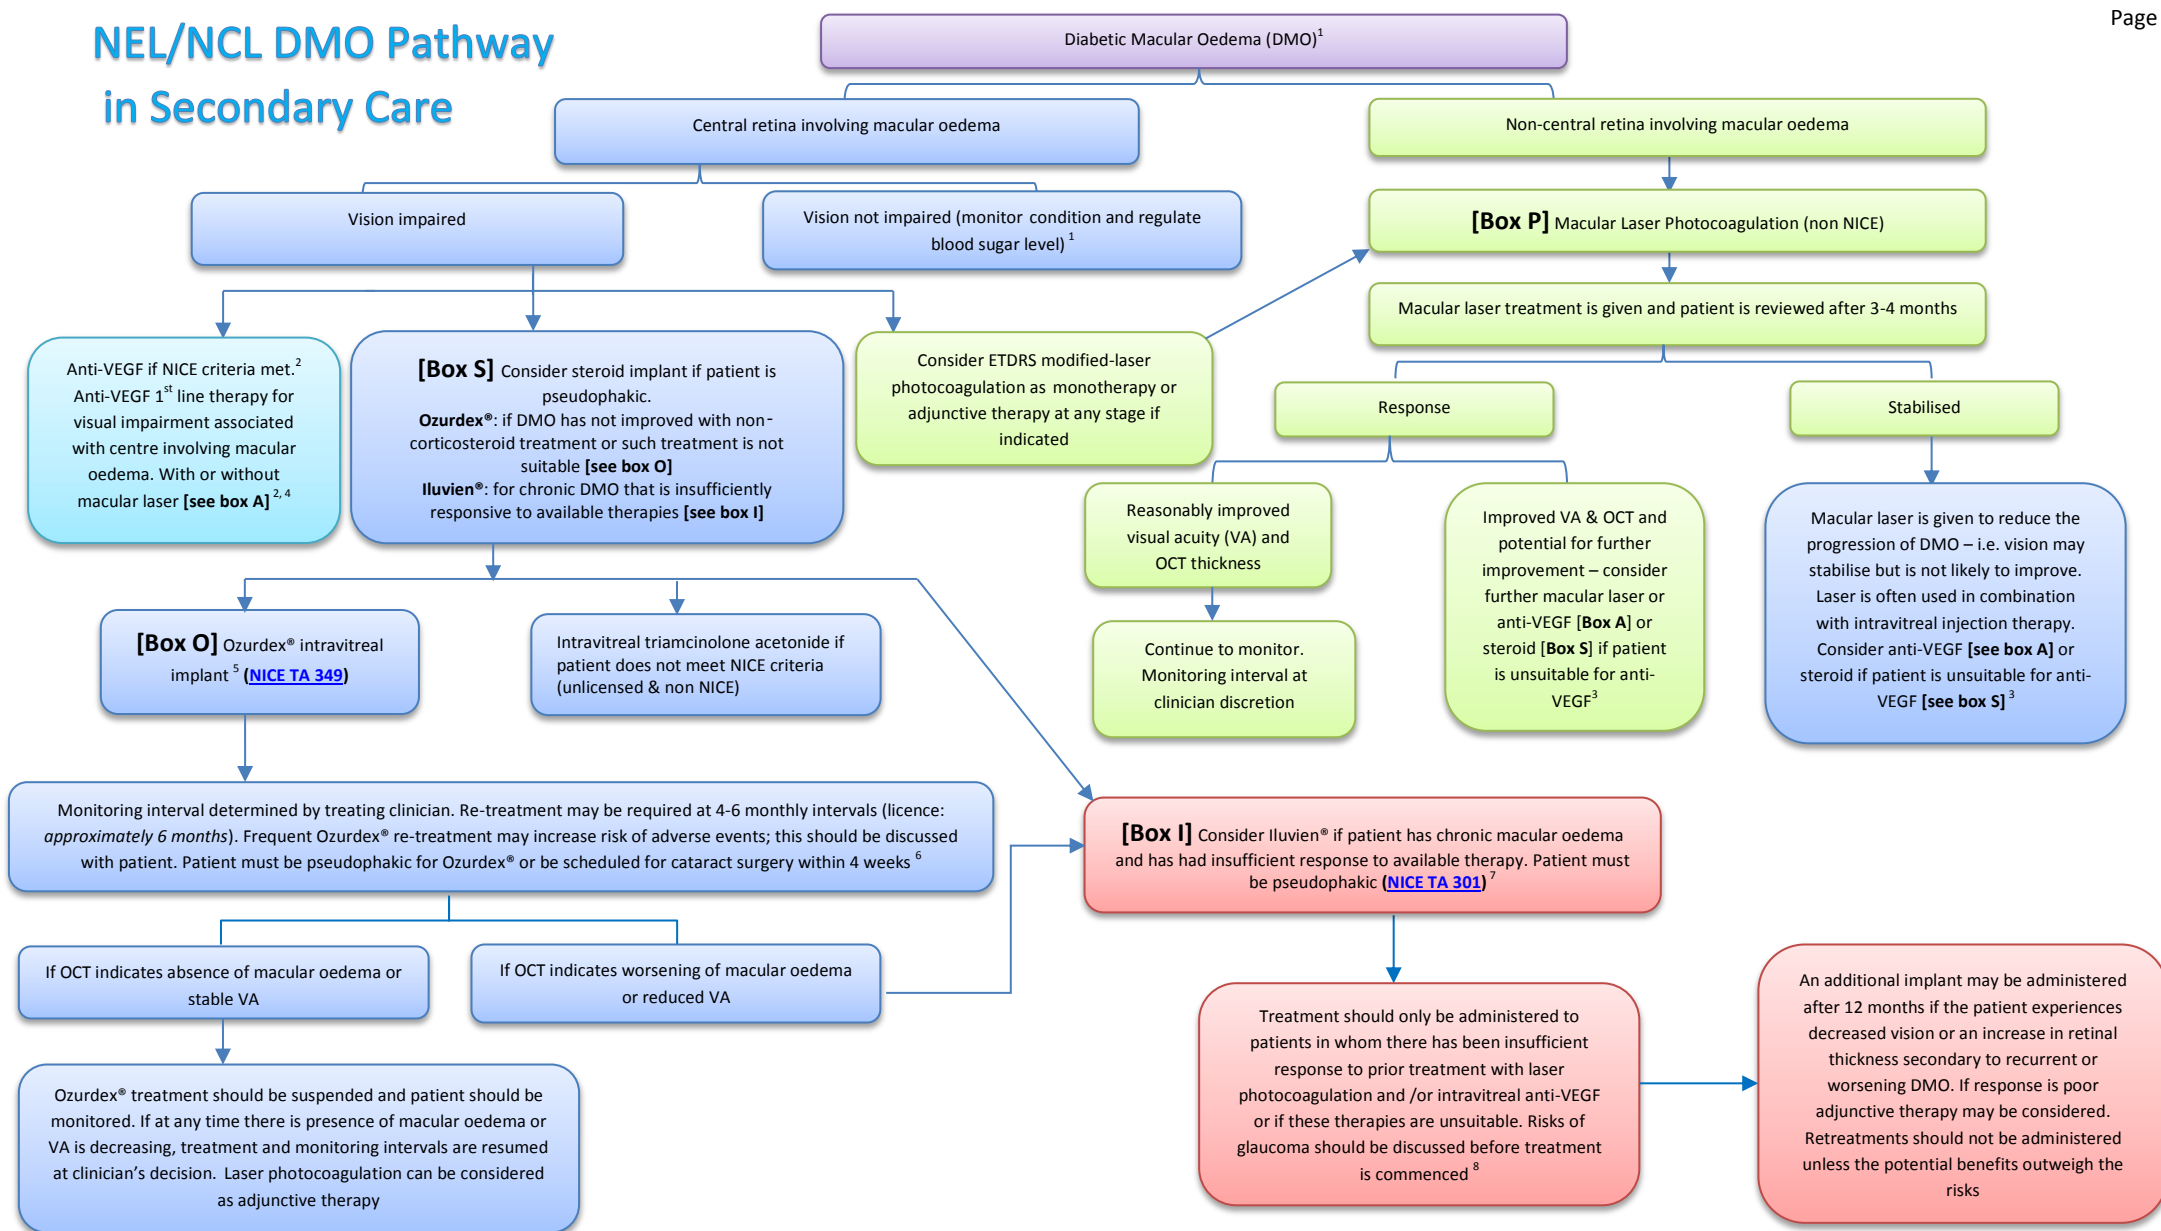 NEL/NCL DMO Pathway
in Secondary Care
Page
Diabetic Macular Oedema (DMO)1
Central retina involving macular oedema
Non-central retina involving macular oedema
Vision impaired
Vision not impaired (monitor condition and regulate
blood sugar level) 1
[Box P] Macular Laser Photocoagulation (non NICE)
Macular laser treatment is given and patient is reviewed after 3-4 months
Anti-VEGF if NICE criteria met.2
Anti-VEGF 1st line therapy for
visual impairment associated
with centre involving macular
oedema. With or without
macular laser [see box A] 2, 4
[Box S] Consider steroid implant if patient is
pseudophakic.
Ozurdex®: if DMO has not improved with non-
corticosteroid treatment or such treatment is not
suitable [see box O]
Iluvien®: for chronic DMO that is insufficiently
responsive to available therapies [see box I]
Consider ETDRS modified-laser
photocoagulation as monotherapy or
adjunctive therapy at any stage if
indicated
Response
Stabilised
Reasonably improved
visual acuity (VA) and
OCT thickness
Improved VA & OCT and
potential for further
improvement – consider
further macular laser or
anti-VEGF [Box A] or
steroid [Box S] if patient
is unsuitable for anti-
VEGF3
Macular laser is given to reduce the
progression of DMO – i.e. vision may
stabilise but is not likely to improve.
Laser is often used in combination
with intravitreal injection therapy.
Consider anti-VEGF [see box A] or
steroid if patient is unsuitable for anti-
VEGF [see box S] 3
Continue to monitor.
Monitoring interval at
clinician discretion
[Box O] Ozurdex® intravitreal
implant 5 (NICE TA 349)
Intravitreal triamcinolone acetonide if
patient does not meet NICE criteria
(unlicensed & non NICE)
Monitoring interval determined by treating clinician. Re-treatment may be required at 4-6 monthly intervals (licence:
approximately 6 months). Frequent Ozurdex® re-treatment may increase risk of adverse events; this should be discussed
with patient. Patient must be pseudophakic for Ozurdex® or be scheduled for cataract surgery within 4 weeks 6
[Box I] Consider Iluvien® if patient has chronic macular oedema
and has had insufficient response to available therapy. Patient must
be pseudophakic (NICE TA 301) 7
If OCT indicates absence of macular oedema or
stable VA
If OCT indicates worsening of macular oedema
or reduced VA
Ozurdex® treatment should be suspended and patient should be
monitored. If at any time there is presence of macular oedema or
VA is decreasing, treatment and monitoring intervals are resumed
at clinician's decision. Laser photocoagulation can be considered
as adjunctive therapy
Treatment should only be administered to
patients in whom there has been insufficient
response to prior treatment with laser
photocoagulation and /or intravitreal anti-VEGF
or if these therapies are unsuitable. Risks of
glaucoma should be discussed before treatment
is commenced 8
An additional implant may be administered
after 12 months if the patient experiences
decreased vision or an increase in retinal
thickness secondary to recurrent or
worsening DMO. If response is poor
adjunctive therapy may be considered.
Retreatments should not be administered
unless the potential benefits outweigh the
risks